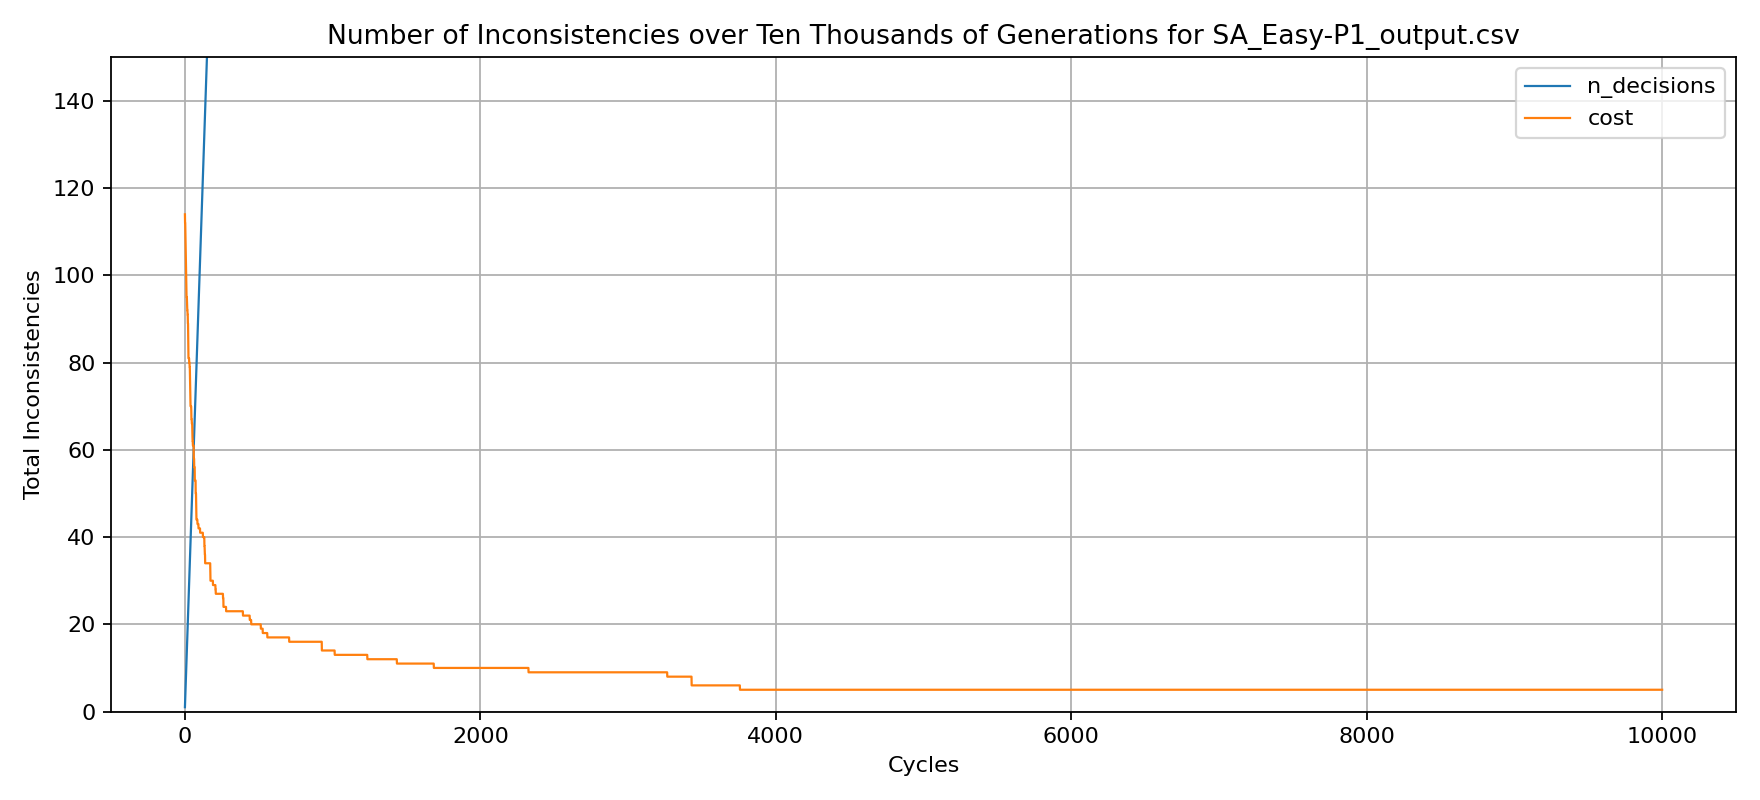 Number of Inconsistencies over Ten Thousands of Generations for SA_Easy-P1_output.csv
n_decisions
cost
Total Inconsistencies
140
120
100
80
60
40
20
0
0 2000 4000 6000 8000 10000
Cycles